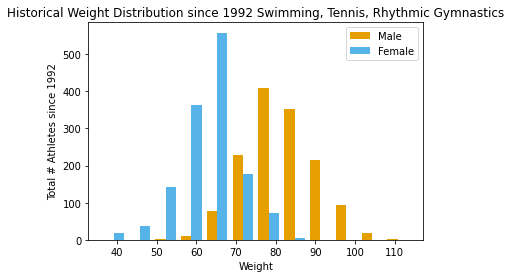 Historical Weight Distribution since 1992 Swimming, Tennis, Rhythmic Gymnastics
Male
Female
Total # Athletes since 1992
500
400
300
200
100
0
40 50 60 70 80 90 100 110
Weight